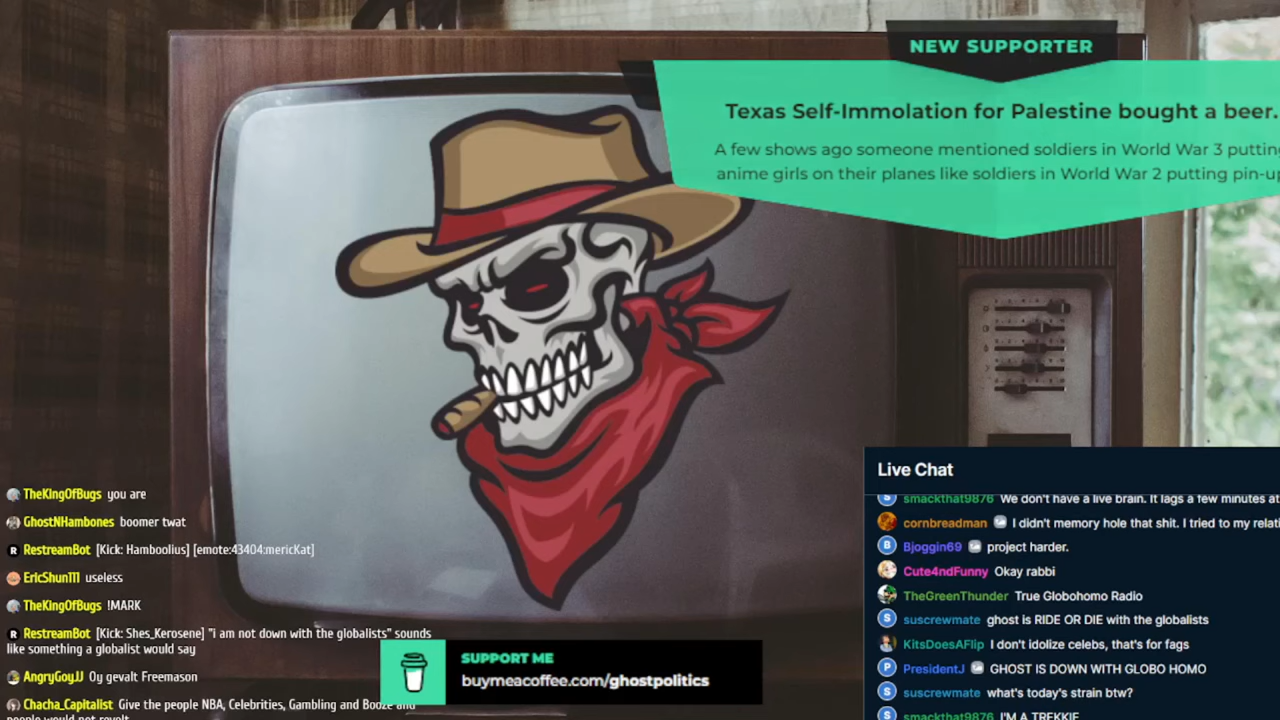 NEW SUPPORTER
Texas Self-Immolation for Palestine bought a beer.
A few shows ago someone mentioned soldiers in World War 3 putting
anime girls on their planes like soldiers in World War 2 putting pin-up
TheKingOfBugs you are
GhostNHambones boomer twat
R RestreamBot [Kick: Hamboolius] [emote:43404:mericKat]
EricShun111 useless
TheKingOfBugs !MARK
R RestreamBot [Kick: Shes_Kerosene] "i am not down with the globalists" sounds
like something a globalist would say
AngryGoyJJ Oy gevalt Freemason
Chacha_Capitalist Give the people NBA, Celebrities, Gambling and Booze and
people would not revolt
SUPPORT ME
buymeacoffee.com/ghostpolitics
Live Chat
S smackthat9876 We don't have a live brain. It lags a few minutes at
cornbreadman I didn't memory hole that shit. I tried to my relati
B Bjoggin69 project harder.
Cute4ndFunny Okay rabbi
TheGreenThunder True Globohomo Radio
S suscrewmate ghost is RIDE OR DIE with the globalists
KitsDoesAFlip I don't idolize celebs, that's for fags
P PresidentJ GHOST IS DOWN WITH GLOBO HOMO
S suscrewmate what's today's strain btw?
S smackthat9876 I'M A TREKKIE